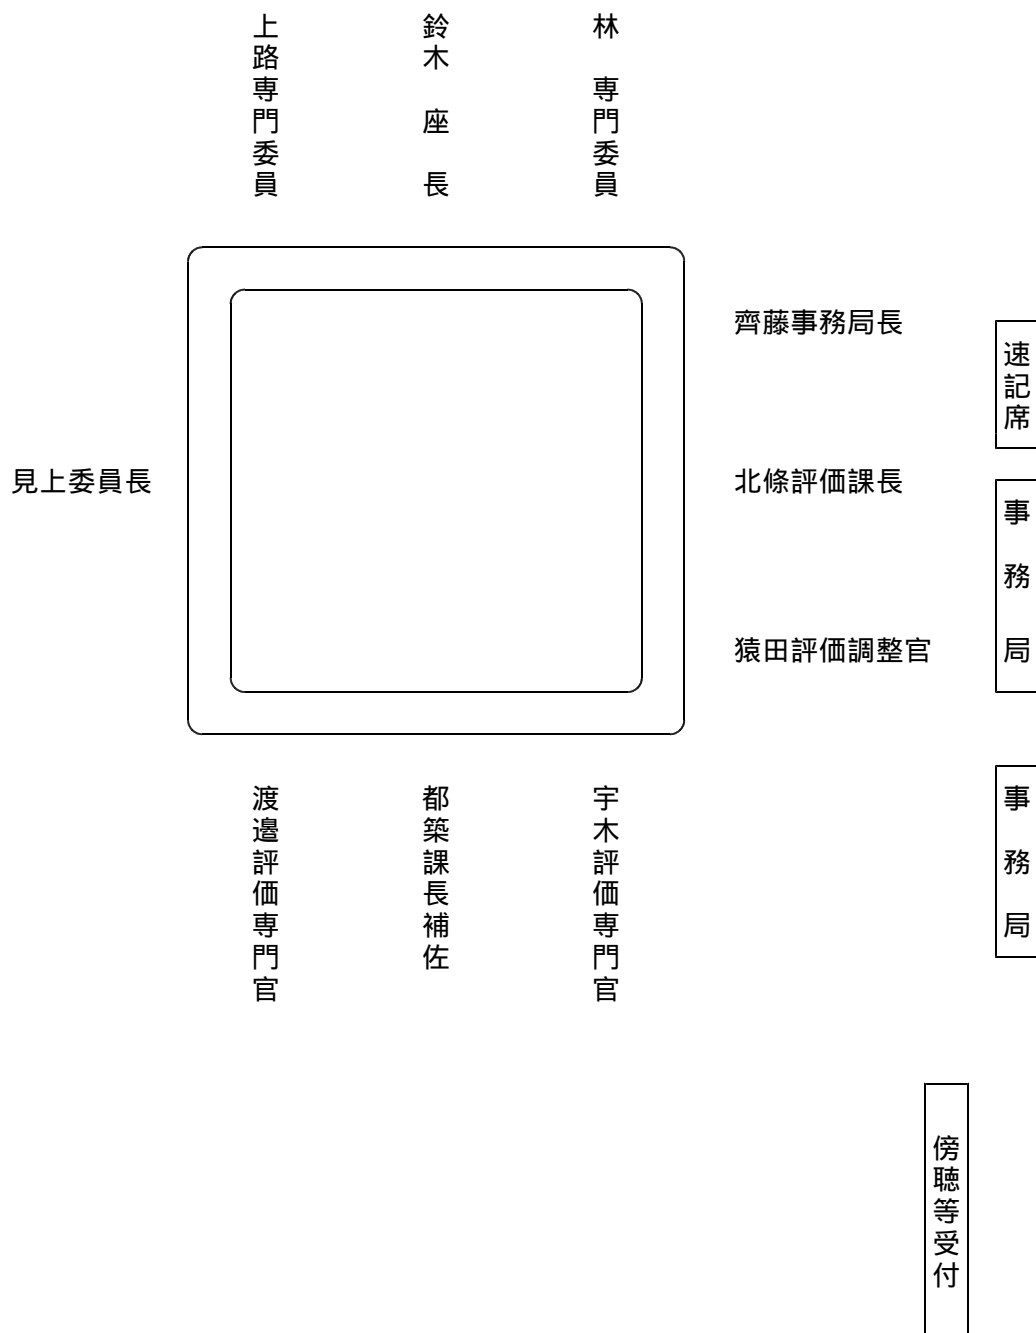 上路専門委員
鈴木座長
林 専門委員
齊藤事務局長
速記席
見上委員長
北條評価課長
事務局
猿田評価調整官
渡邉評価専門官
都築課長補佐
宇木評価専門官
事務局
傍聴等受付